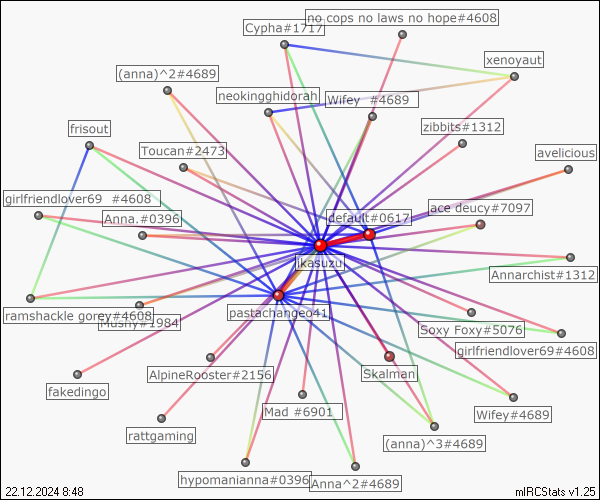 no cops no laws no hope#4608
Cypha#1717
xenoyaut
(anna)^2#4689
neokingghidorah
Wifey  #4689
zibbits#1312
frisout
Toucan#2473
avelicious
girlfriendlover69  #4608
ace deucy#7097
Anna.#0396
default#0617
ikasuzu
Annarchist#1312
pastachangeo41
ramshackle gorey#4608
Mushy#1984
Soxy Foxy#5076
girlfriendlover69#4608
AlpineRooster#2156
Skalman
fakedingo
Mad #6901
Wifey#4689
rattgaming
(anna)^3#4689
hypomanianna#0396
Anna^2#4689
22.12.2024 8:48
mIRCStats v1.25